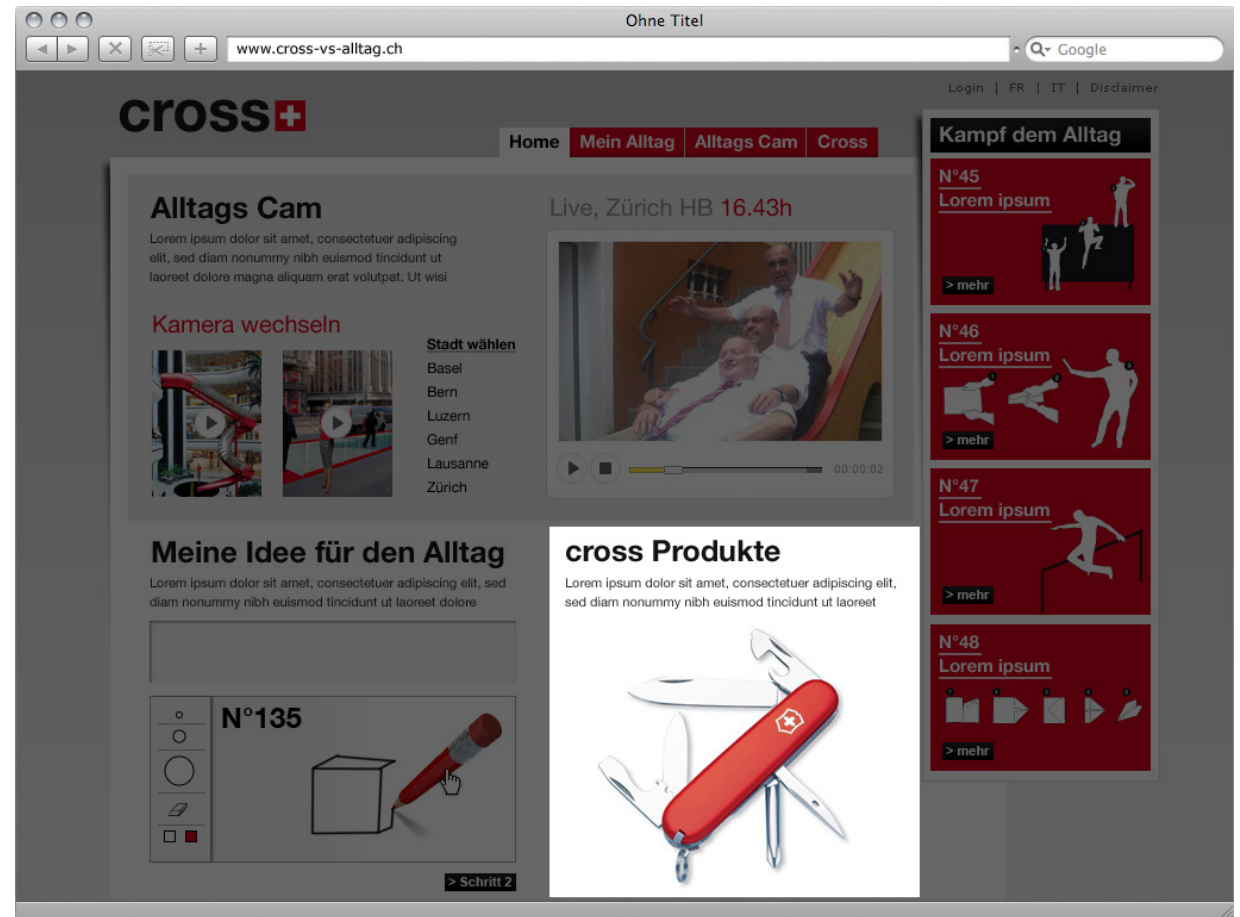 Ohne Titel
www.cross-vs-alltag.ch
Google
Login | FR | IT | Disclaimer
cross
Home
Mein Alltag
Alltags Cam
Cross
Alltags Cam
Lorem ipsum dolor sit amet, consectetuer adipiscing
elit, sed diam nonummy nibh euismod tincidunt ut
laoreet dolore magna aliquam erat volutpat. Ut wisi
Kamera wechseln
Stadt wählen
Basel
Bern
Luzern
Genf
Lausanne
Zürich
Live, Zürich HB 16.43h
00:00:02
Meine Idee für den Alltag
Lorem ipsum dolor sit amet, consectetuer adipiscing elit, sed
diam nonummy nibh euismod tincidunt ut laoreet dolore
N°135
> Schritt 2
cross Produkte
Lorem ipsum dolor sit amet, consectetuer adipiscing elit,
sed diam nonummy nibh euismod tincidunt ut laoreet
Kampf dem Alltag
N°45
Lorem ipsum
> mehr
N°46
Lorem ipsum
> mehr
N°47
Lorem ipsum
> mehr
N°48
Lorem ipsum
1 2 3 4 5
> mehr